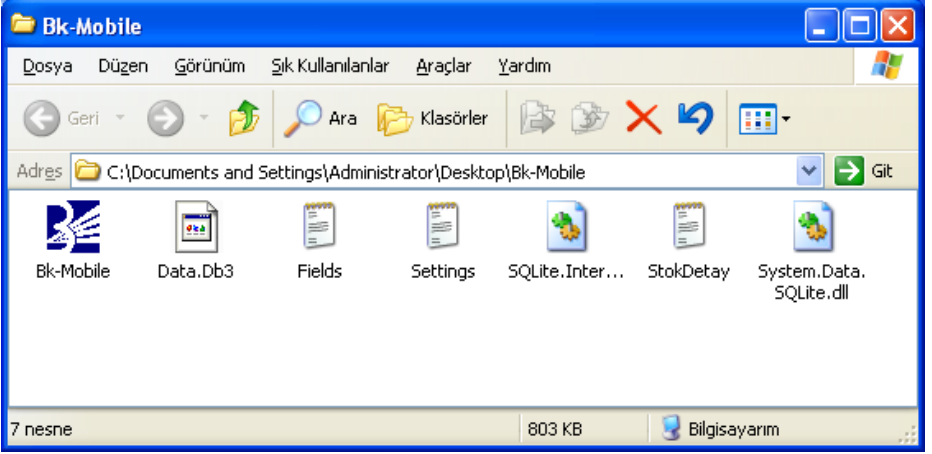 Bk-Mobile
Dosya Düzen Görünüm Sık Kullanılanlar Araçlar Yardım
Geri Ara Klasörler
Adres C:\Documents and Settings\Administrator\Desktop\Bk-Mobile Git
Bk-Mobile Data.Db3 Fields Settings SQLite.Inter... StokDetay System.Data.
SQLite.dll
7 nesne 803 KB Bilgisayarım